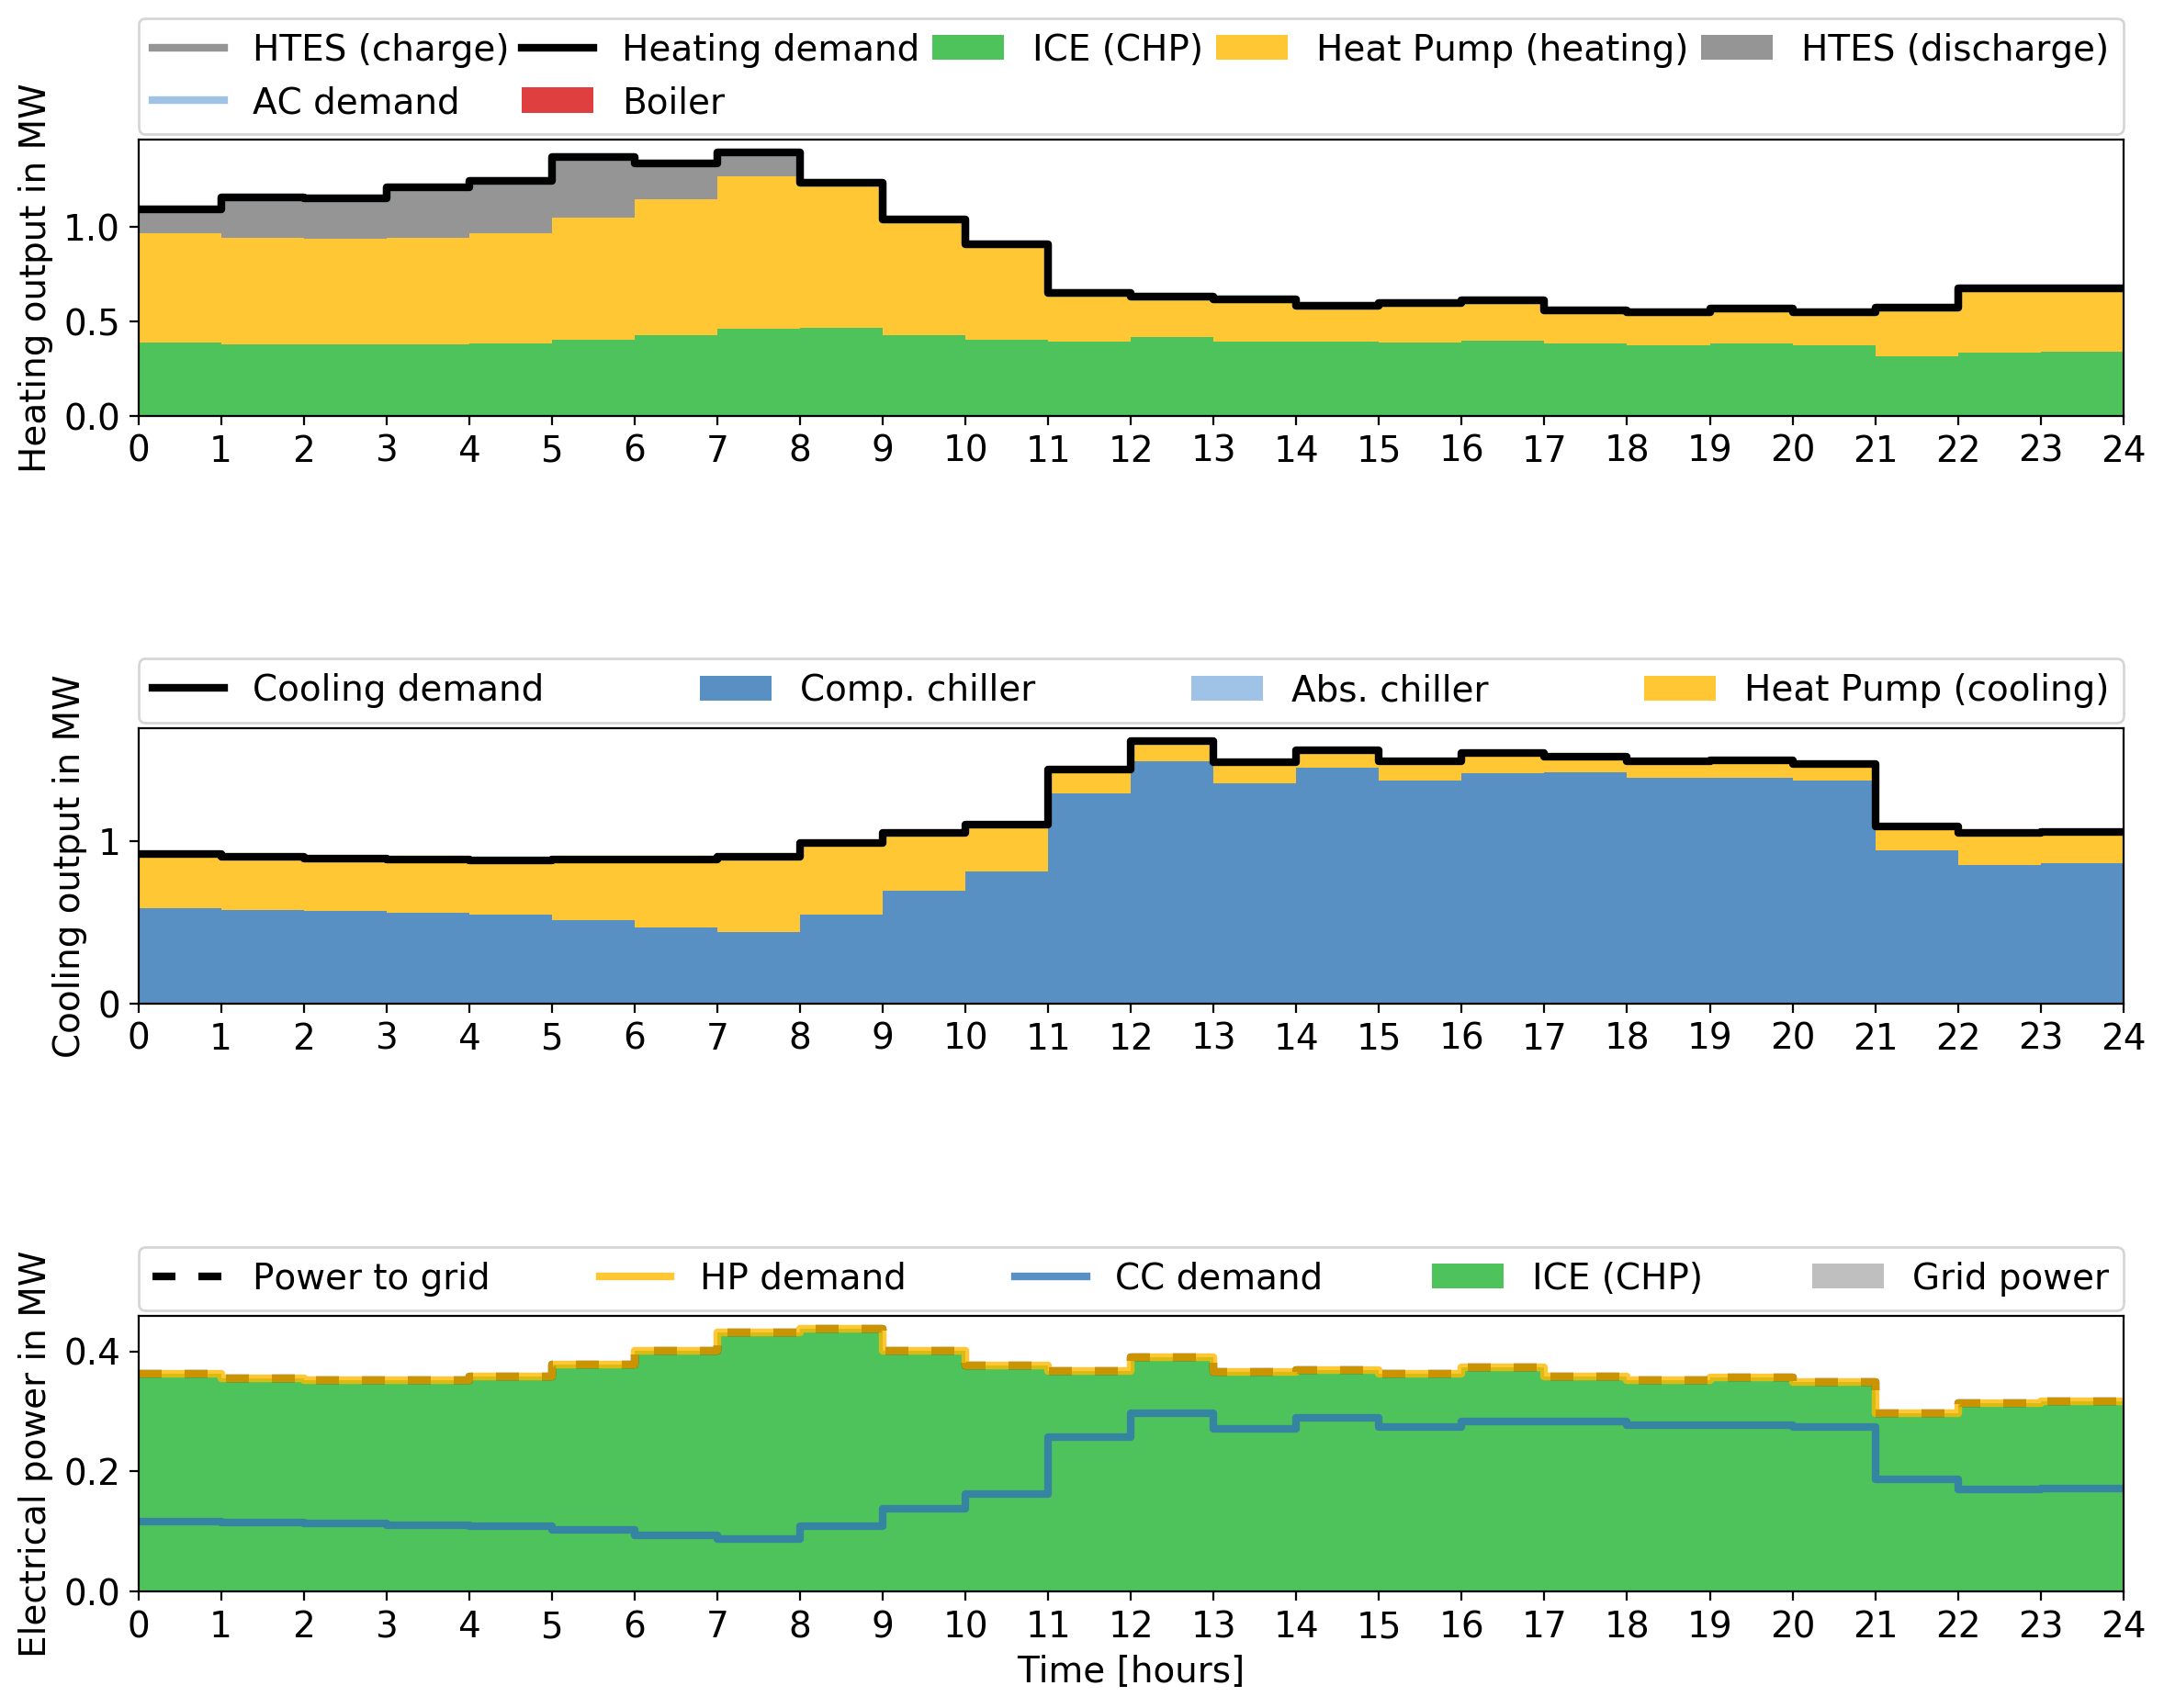 HTES (charge) Heating demand ICE (CHP) Heat Pump (heating) HTES (discharge)
AC demand Boiler
Heating output in MW
1.0
0.5
0.0
0 1 2 3 4 5 6 7 8 9 10 11 12 13 14 15 16 17 18 19 20 21 22 23 24
Cooling demand Comp. chiller Abs. chiller Heat Pump (cooling)
Cooling output in MW
1
0
0 1 2 3 4 5 6 7 8 9 10 11 12 13 14 15 16 17 18 19 20 21 22 23 24
Power to grid HP demand CC demand ICE (CHP) Grid power
Electrical power in MW
0.4
0.2
0.0
0 1 2 3 4 5 6 7 8 9 10 11 12 13 14 15 16 17 18 19 20 21 22 23 24
Time [hours]